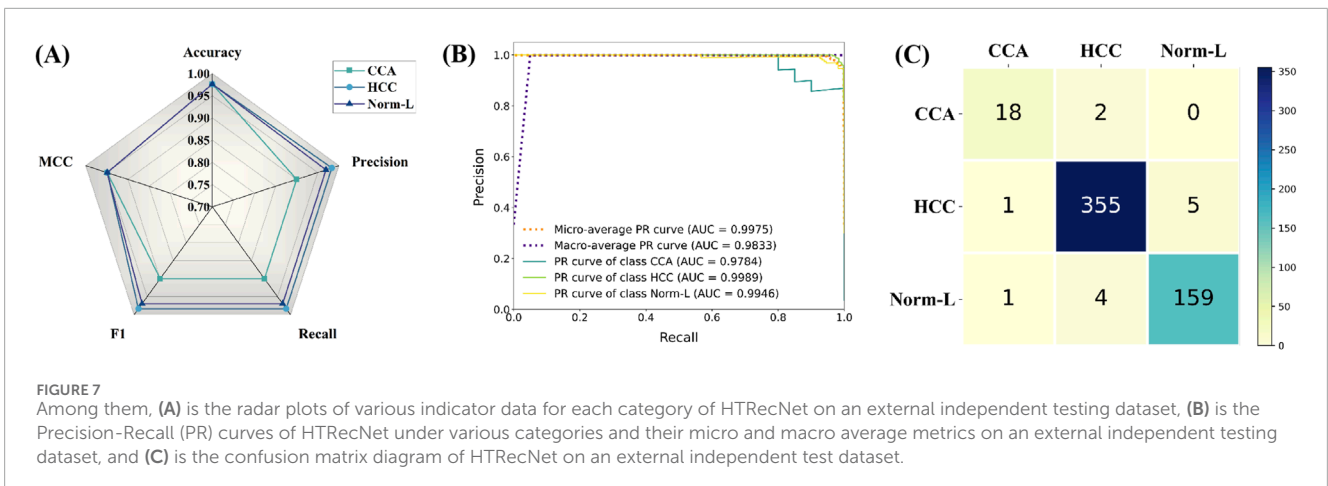 (A)
Accuracy
1.00
0.95
0.90
0.85
0.80
0.75
0.70
CCA
HCC
Norm-L
MCC
Precision
F1
Recall
(B)
1.0
0.8
0.6
0.4
0.2
0.0
Precision
Micro-average PR curve (AUC = 0.9975)
Macro-average PR curve (AUC = 0.9833)
PR curve of class CCA (AUC = 0.9784)
PR curve of class HCC (AUC = 0.9989)
PR curve of class Norm-L (AUC = 0.9946)
0.0 0.2 0.4 0.6 0.8 1.0
Recall
(C)
CCA HCC Norm-L
CCA 18 2 0
HCC 1 355 5
Norm-L 1 4 159
350
300
250
200
150
100
50
0
FIGURE 7
Among them, (A) is the radar plots of various indicator data for each category of HTRecNet on an external independent testing dataset, (B) is the
Precision-Recall (PR) curves of HTRecNet under various categories and their micro and macro average metrics on an external independent testing
dataset, and (C) is the confusion matrix diagram of HTRecNet on an external independent test dataset.